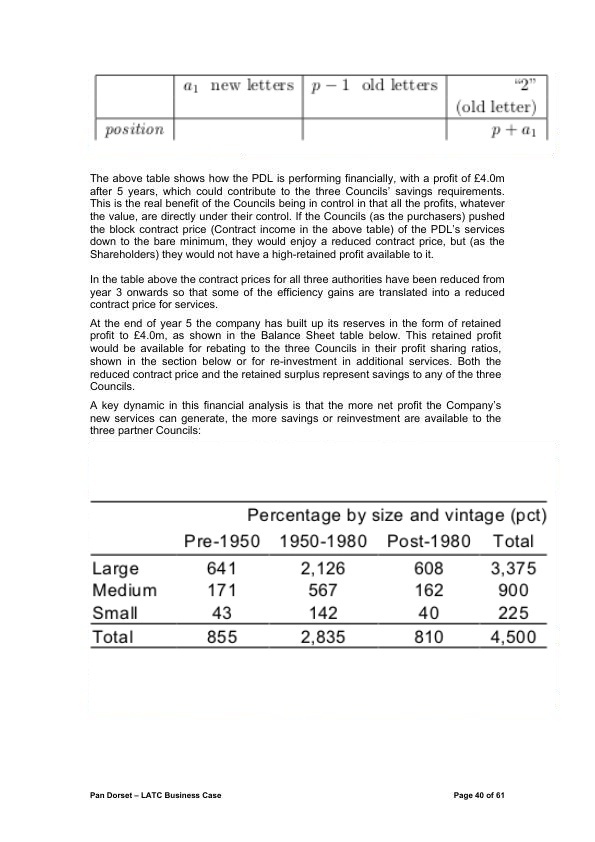 a₁ new letters p − 1 old letters "2"
(old letter)
position p + a₁
The above table shows how the PDL is performing financially, with a profit of £4.0m
after 5 years, which could contribute to the three Councils' savings requirements.
This is the real benefit of the Councils being in control in that all the profits, whatever
the value, are directly under their control. If the Councils (as the purchasers) pushed
the block contract price (Contract income in the above table) of the PDL's services
down to the bare minimum, they would enjoy a reduced contract price, but (as the
Shareholders) they would not have a high-retained profit available to it.
In the table above the contract prices for all three authorities have been reduced from
year 3 onwards so that some of the efficiency gains are translated into a reduced
contract price for services.
At the end of year 5 the company has built up its reserves in the form of retained
profit to £4.0m, as shown in the Balance Sheet table below. This retained profit
would be available for rebating to the three Councils in their profit sharing ratios,
shown in the section below or for re-investment in additional services. Both the
reduced contract price and the retained surplus represent savings to any of the three
Councils.
A key dynamic in this financial analysis is that the more net profit the Company's
new services can generate, the more savings or reinvestment are available to the
three partner Councils:
Percentage by size and vintage (pct)
Pre-1950 1950-1980 Post-1980 Total
Large 641 2,126 608 3,375
Medium 171 567 162 900
Small 43 142 40 225
Total 855 2,835 810 4,500
Pan Dorset – LATC Business Case Page 40 of 61